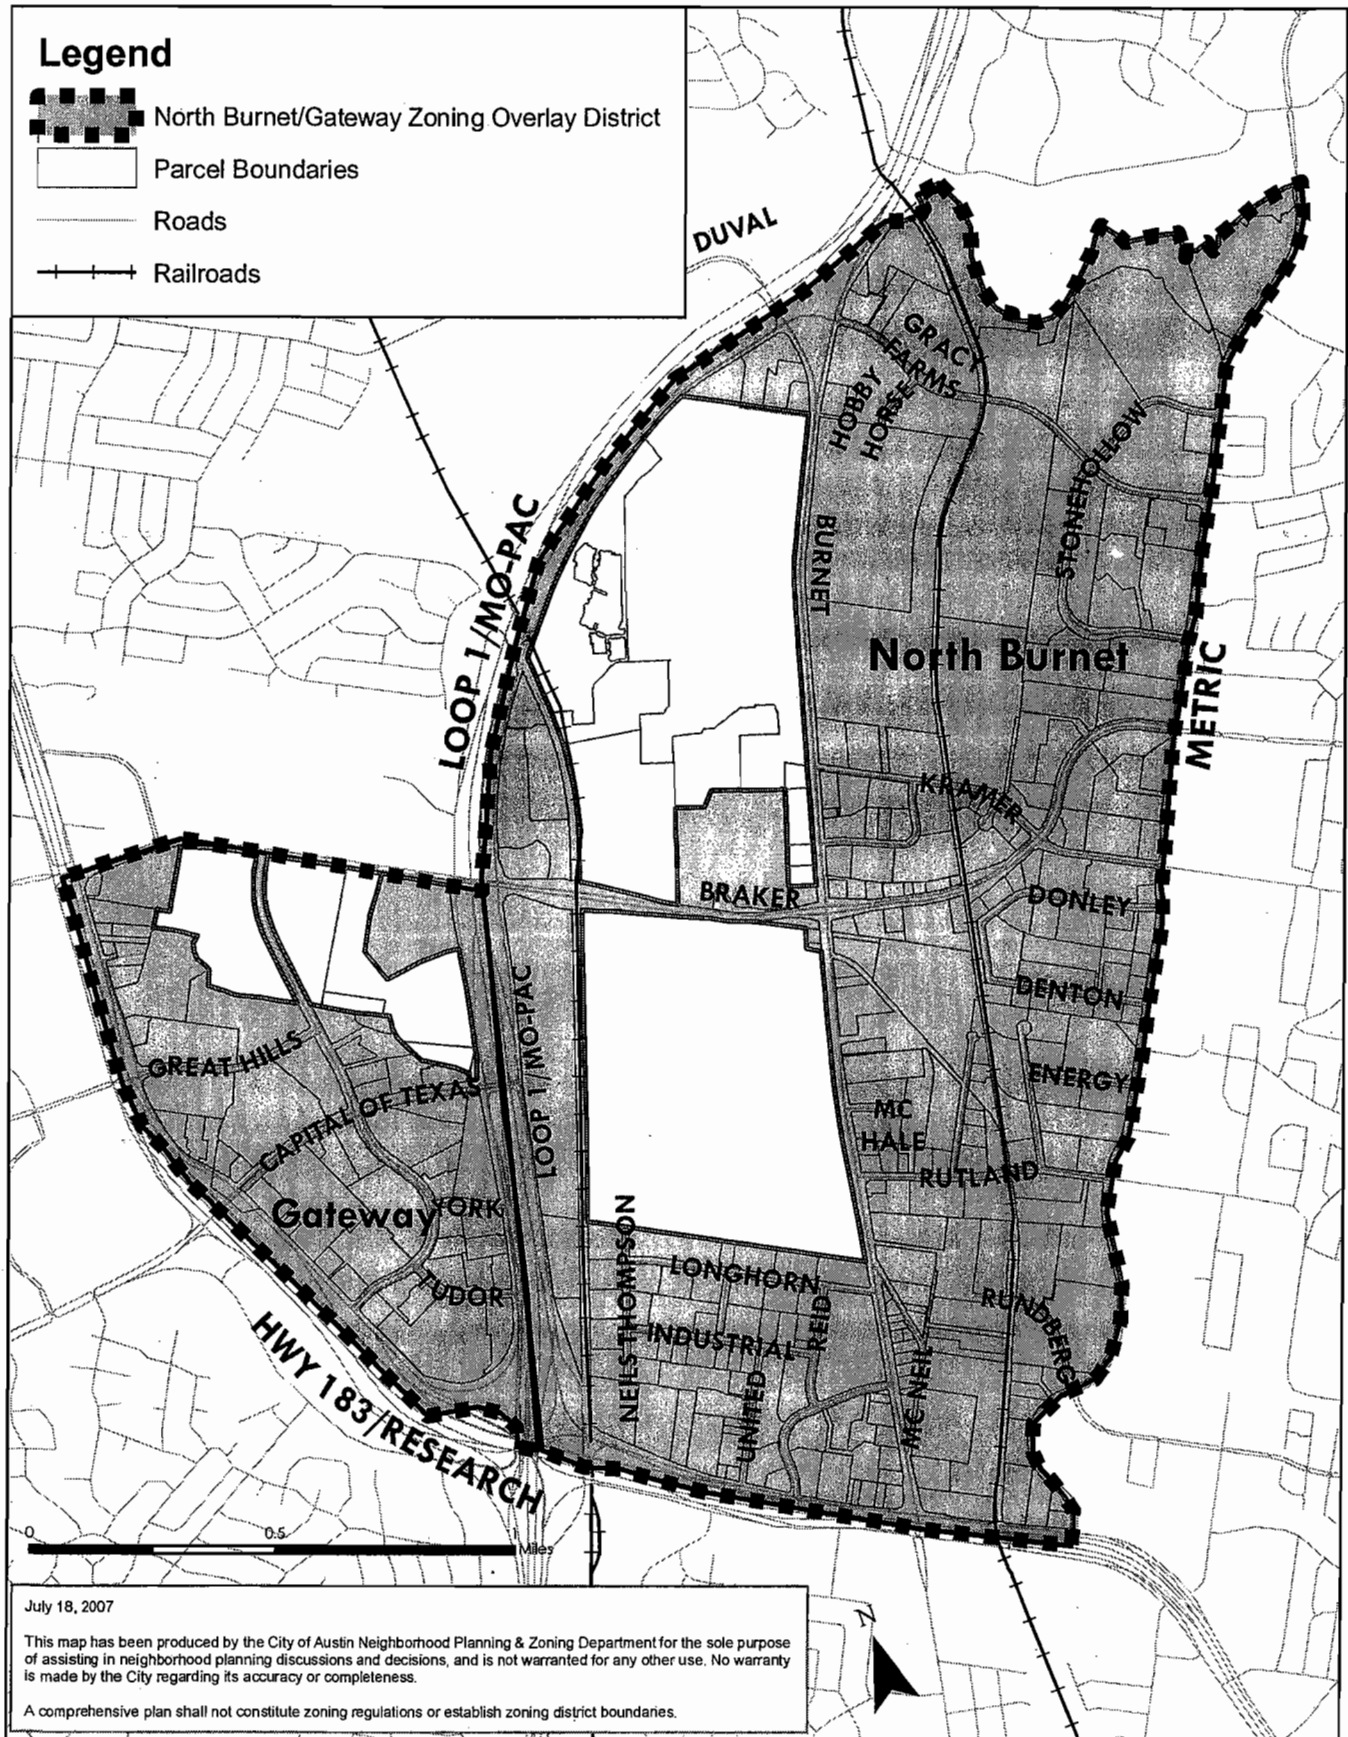 Legend
North Burnet/Gateway Zoning Overlay District
Parcel Boundaries
Roads
Railroads
DUVAL
GRACY
FARMS
HOBBY
HORSE
STONEHOLLOW
LOOP 1/MO-PAC
BURNET
North Burnet
METRIC
KRAMER
BRAKER
DONLEY
DENTON
LOOP 1/MO-PAC
GREAT HILLS
ENERGY
CAPITAL OF TEXAS
MC
HALE
RUTLAND
Gateway
YORK
NEILS THOMPSON
LONGHORN
TUDOR
REID
RUNDBERG
INDUSTRIAL
HWY 183/RESEARCH
UNITED
MC NEIL
0 0.5 1
Miles
July 18, 2007
This map has been produced by the City of Austin Neighborhood Planning & Zoning Department for the sole purpose
of assisting in neighborhood planning discussions and decisions, and is not warranted for any other use. No warranty
is made by the City regarding its accuracy or completeness.
A comprehensive plan shall not constitute zoning regulations or establish zoning district boundaries.
N